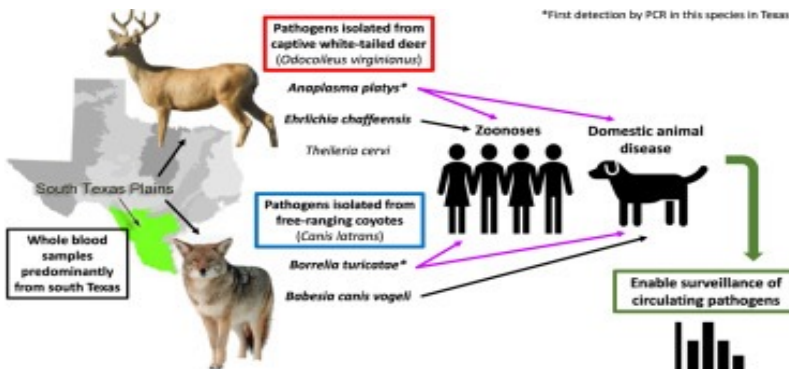 *First detection by PCR in this species in Texas
Pathogens isolated from
captive white-tailed deer
(Odocoileus virginianus)
Anaplasma platys*
Ehrlichia chaffeensis
Theileria cervi
Zoonoses
Domestic animal
disease
South Texas Plains
Whole blood
samples
predominantly
from south Texas
Pathogens isolated from
free-ranging coyotes
(Canis latrans)
Borrelia turicatae*
Babesia canis vogeli
Enable surveillance of
circulating pathogens